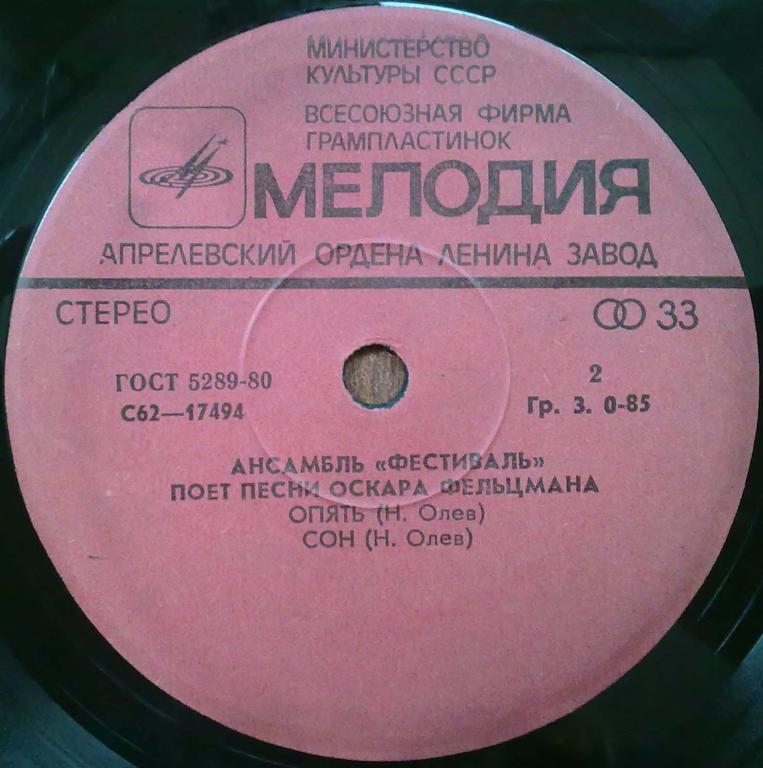 МИНИСТЕРСТВО
КУЛЬТУРЫ СССР
ВСЕСОЮЗНАЯ ФИРМА
ГРАМПЛАСТИНОК
МЕЛОДИЯ
АПРЕЛЕВСКИЙ ОРДЕНА ЛЕНИНА ЗАВОД
СТЕРЕО 33
ГОСТ 5289-80 2
С62—17494 Гр. 3. 0-85
АНСАМБЛЬ «ФЕСТИВАЛЬ»
ПОЕТ ПЕСНИ ОСКАРА ФЕЛЬЦМАНА
ОПЯТЬ (Н. Олев)
СОН (Н. Олев)